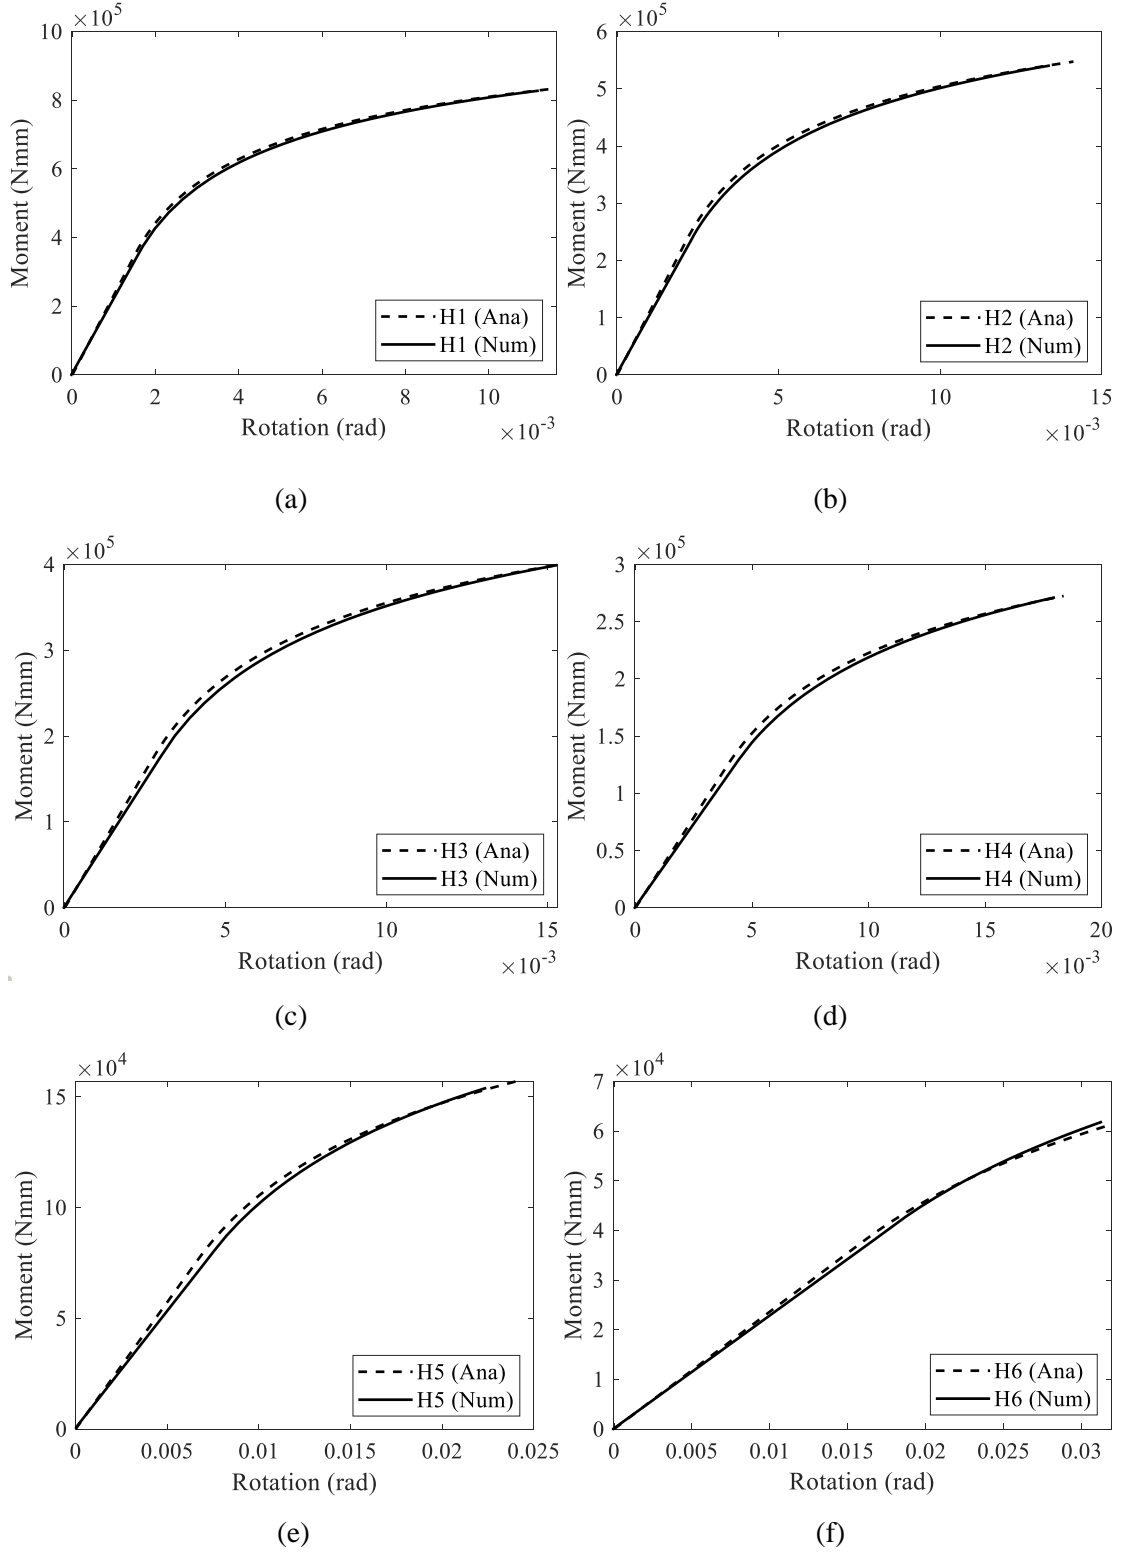 ×10^5
10
8
6
4
2
0
Moment (Nmm)
H1 (Ana)
H1 (Num)
0 2 4 6 8 10
Rotation (rad)
×10^-3
(a)
×10^5
6
5
4
3
2
1
0
Moment (Nmm)
H2 (Ana)
H2 (Num)
0 5 10 15
Rotation (rad)
×10^-3
(b)
×10^5
4
3
2
1
0
Moment (Nmm)
H3 (Ana)
H3 (Num)
0 5 10 15
Rotation (rad)
×10^-3
(c)
×10^5
3
2.5
2
1.5
1
0.5
0
Moment (Nmm)
H4 (Ana)
H4 (Num)
0 5 10 15 20
Rotation (rad)
×10^-3
(d)
×10^4
15
10
5
0
Moment (Nmm)
H5 (Ana)
H5 (Num)
0 0.005 0.01 0.015 0.02 0.025
Rotation (rad)
(e)
×10^4
7
6
5
4
3
2
1
0
Moment (Nmm)
H6 (Ana)
H6 (Num)
0 0.005 0.01 0.015 0.02 0.025 0.03
Rotation (rad)
(f)